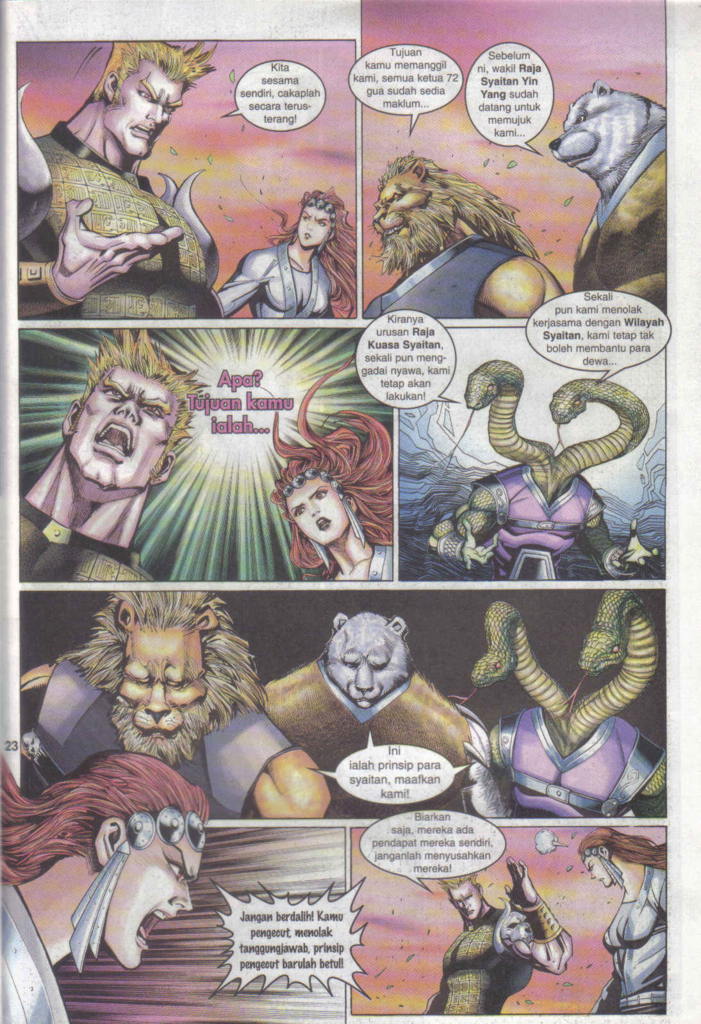 Kita
sesama
sendiri, cakaplah
secara terus-
terang!
Tujuan
kamu memanggil
kami, semua ketua 72
gua sudah sedia
maklum...
Sebelum
ni, wakil Raja
Syaitan Yin
Yang sudah
datang untuk
memujuk
kami...
Apa?
Tujuan kamu
ialah...
Kiranya
urusan Raja
Kuasa Syaitan,
sekali pun meng-
gadai nyawa, kami
tetap akan
lakukan!
Sekali
pun kami menolak
kerjasama dengan Wilayah
Syaitan, kami tetap tak
boleh membantu para
dewa...
Ini
ialah prinsip para
syaitan, maafkan
kami!
23
Jangan berdalih! Kamu
pengecut, menolak
tanggungjawab, prinsip
pengecut barulah betul!
Biarkan
saja, mereka ada
pendapat mereka sendiri,
janganlah menyusahkan
mereka!